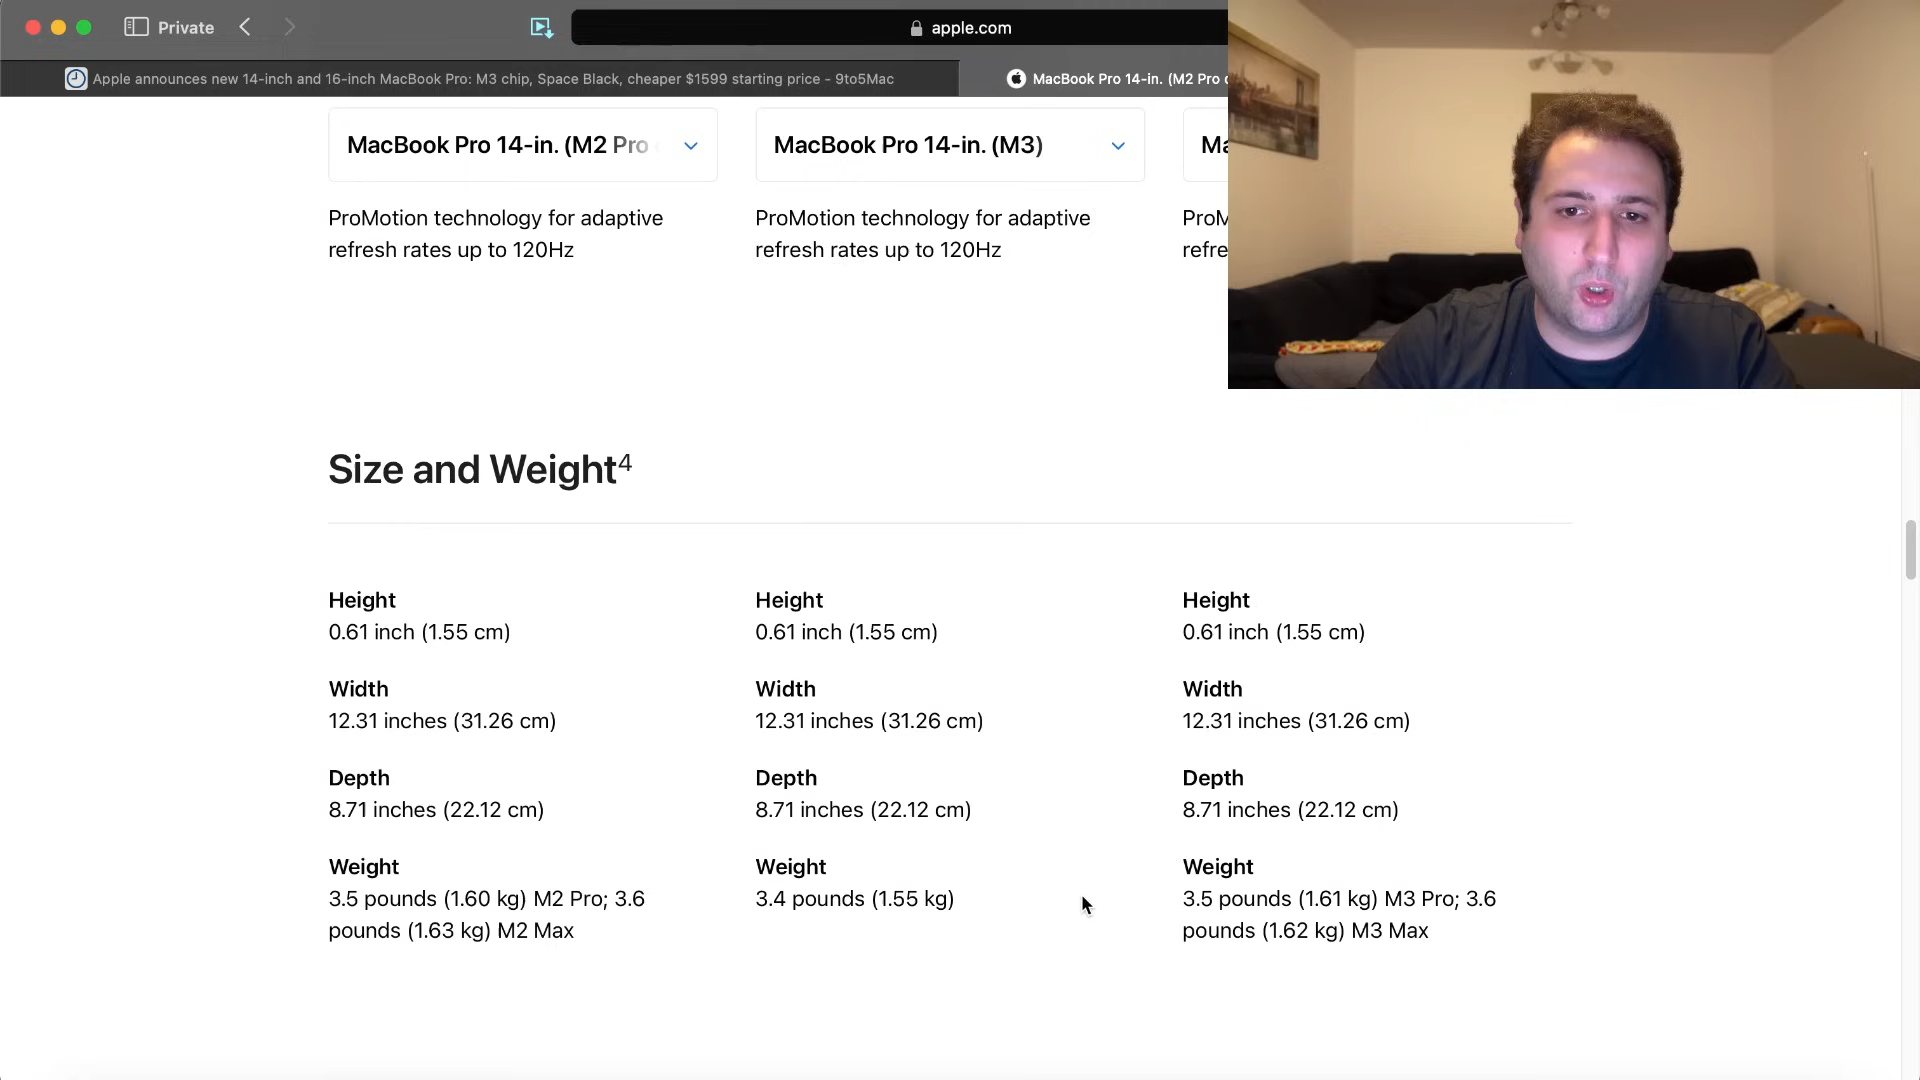 Private
apple.com
Apple announces new 14-inch and 16-inch MacBook Pro: M3 chip, Space Black, cheaper $1599 starting price - 9to5Mac
MacBook Pro 14-in. (M2 Pro
MacBook Pro 14-in. (M2 Pro
MacBook Pro 14-in. (M3)
Ma
ProMotion technology for adaptive
refresh rates up to 120Hz
ProMotion technology for adaptive
refresh rates up to 120Hz
ProM
refre
Size and Weight⁴
Height
0.61 inch (1.55 cm)
Width
12.31 inches (31.26 cm)
Depth
8.71 inches (22.12 cm)
Weight
3.5 pounds (1.60 kg) M2 Pro; 3.6
pounds (1.63 kg) M2 Max
Height
0.61 inch (1.55 cm)
Width
12.31 inches (31.26 cm)
Depth
8.71 inches (22.12 cm)
Weight
3.4 pounds (1.55 kg)
Height
0.61 inch (1.55 cm)
Width
12.31 inches (31.26 cm)
Depth
8.71 inches (22.12 cm)
Weight
3.5 pounds (1.61 kg) M3 Pro; 3.6
pounds (1.62 kg) M3 Max